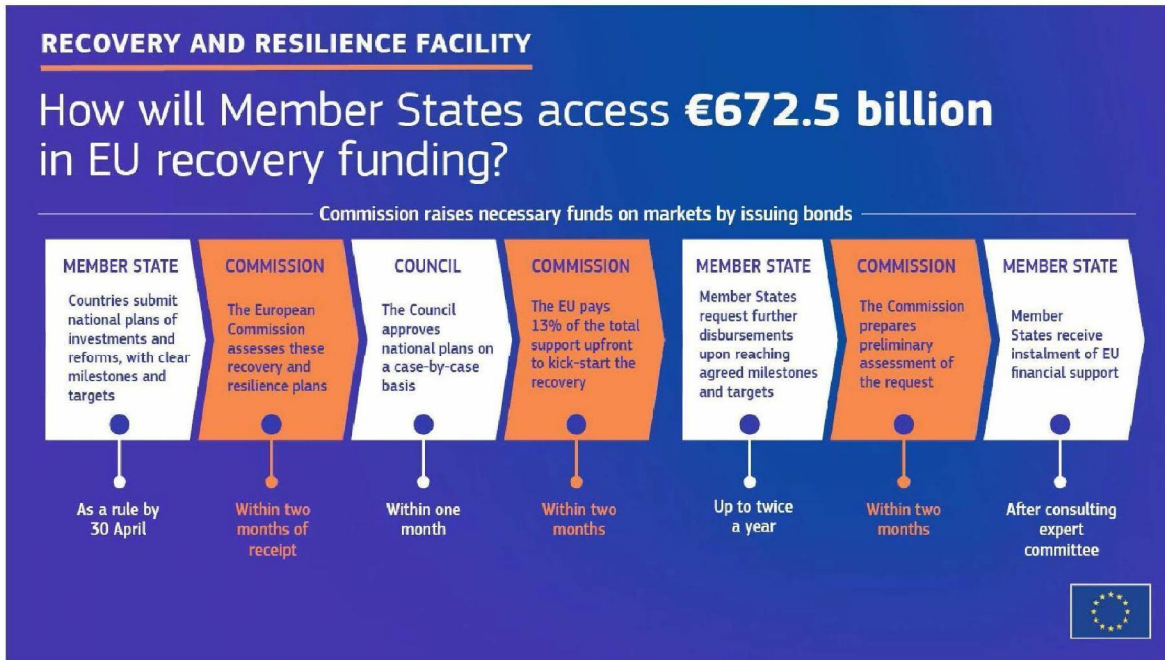 RECOVERY AND RESILIENCE FACILITY
How will Member States access €672.5 billion
in EU recovery funding?
Commission raises necessary funds on markets by issuing bonds
MEMBER STATE
Countries submit
national plans of
investments and
reforms, with clear
milestones and
targets
As a rule by
30 April
COMMISSION
The European
Commission
assesses these
recovery and
resilience plans
Within two
months of
receipt
COUNCIL
The Council
approves
national plans on
a case-by-case
basis
Within one
month
COMMISSION
The EU pays
13% of the total
support upfront
to kick-start the
recovery
Within two
months
MEMBER STATE
Member States
request further
disbursements
upon reaching
agreed milestones
and targets
Up to twice
a year
COMMISSION
The Commission
prepares
preliminary
assessment of
the request
Within two
months
MEMBER STATE
Member
States receive
instalment of EU
financial support
After consulting
expert
committee